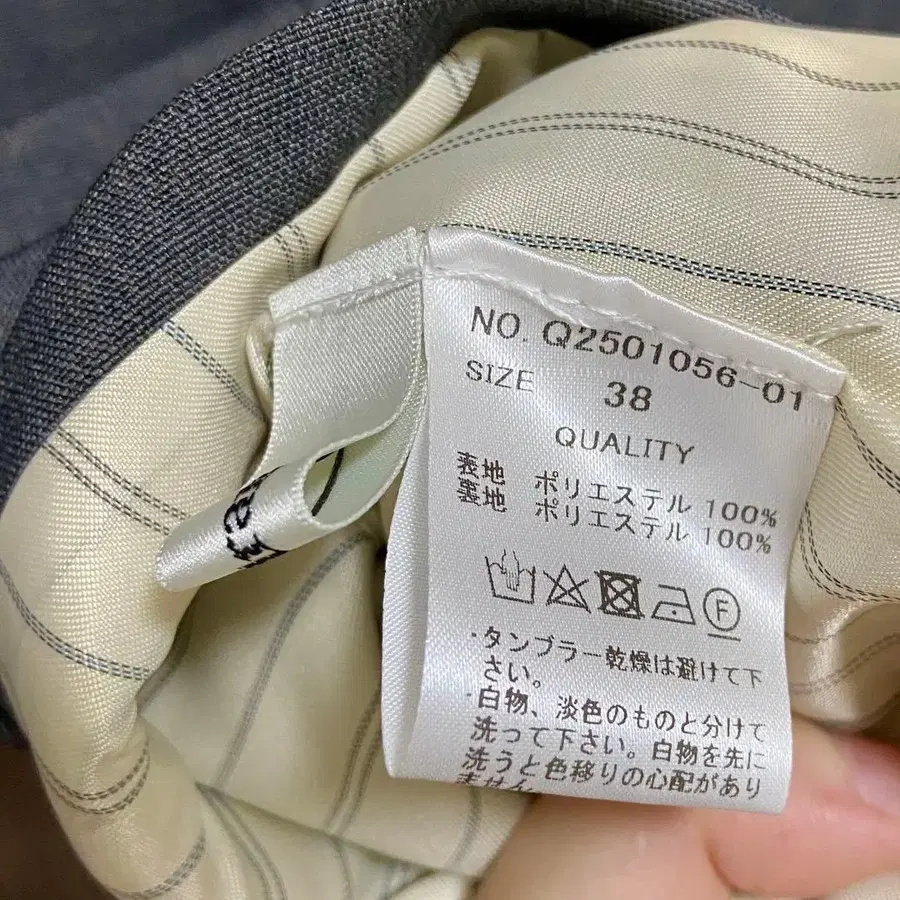 NO. Q2501056-01
SIZE 38
QUALITY
表地 ポリエステル 100%
裏地 ポリエステル 100%
F
・タンブラー乾燥は避けて下
さい。
・白物、淡色のものと分けて
洗って下さい。白物を先に
洗うと色移りの心配があり
ません